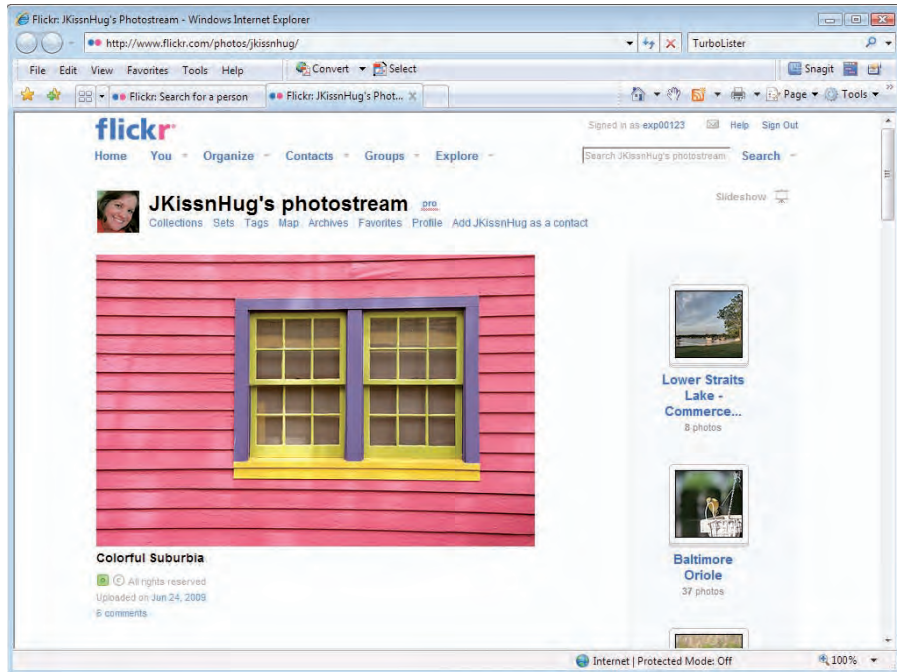 Flickr: JKissnHug's Photostream - Windows Internet Explorer
http://www.flickr.com/photos/jkissnhug/
TurboLister
File Edit View Favorites Tools Help
Convert
Select
Snagit
Flickr: Search for a person
Flickr: JKissnHug's Phot...
Page
Tools
flickr
Signed in as exp00123 Help Sign Out
Home You Organize Contacts Groups Explore
Search JKissnHug's photostream
Search
JKissnHug's photostream pro
Slideshow
Collections Sets Tags Map Archives Favorites Profile Add JKissnHug as a contact
Lower Straits
Lake -
Commerce...
8 photos
Baltimore
Oriole
37 photos
Colorful Suburbia
© All rights reserved
Uploaded on Jun 24, 2009
6 comments
Internet | Protected Mode: Off
100%